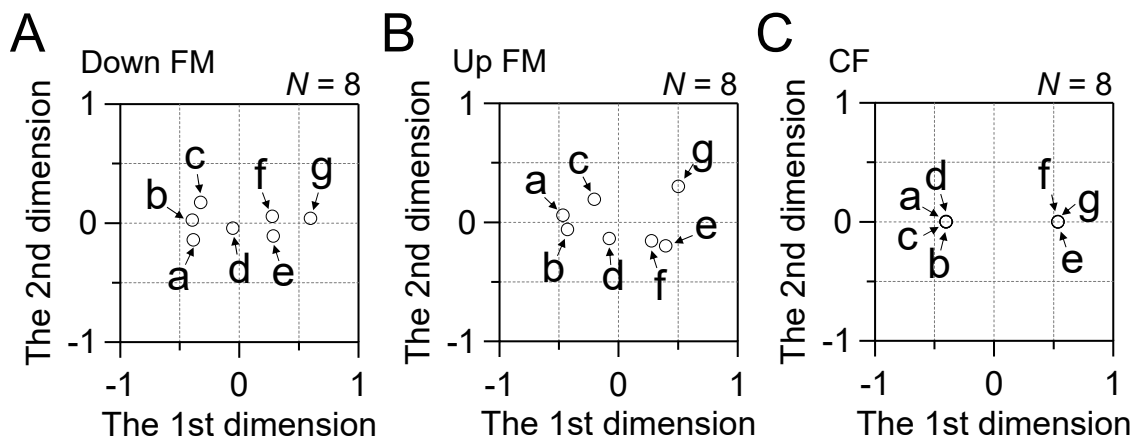 A
Down FM
N = 8
The 2nd dimension
1
0
-1
c
b
a
d
f
e
g
-1
0
1
The 1st dimension
B
Up FM
N = 8
The 2nd dimension
1
0
-1
a
c
b
d
f
e
g
-1
0
1
The 1st dimension
C
CF
N = 8
The 2nd dimension
1
0
-1
d
a
c
b
f
g
e
-1
0
1
The 1st dimension